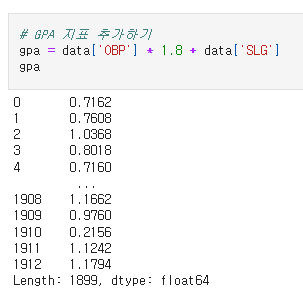 # GPA 지표 추가하기
gpa = data['OBP'] * 1.8 + data['SLG']
gpa
0 0.7162
1 0.7608
2 1.0368
3 0.8018
4 0.7160
...
1908 1.1662
1909 0.9760
1910 0.2156
1911 1.1242
1912 1.1794
Length: 1899, dtype: float64